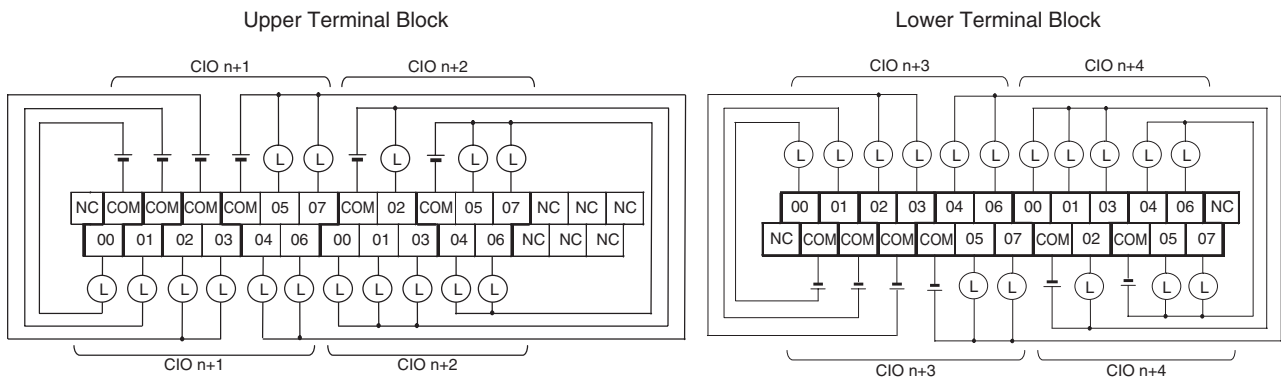 Upper Terminal Block
Lower Terminal Block
CIO n+1 CIO n+2
CIO n+3 CIO n+4
L L L L L
L L L L L L L L L L L
NC COM COM COM COM 05 07 COM 02 COM 05 07 NC NC NC
00 01 02 03 04 06 00 01 03 04 06 NC NC NC
00 01 02 03 04 06 00 01 03 04 06 NC
NC COM COM COM COM 05 07 COM 02 COM 05 07
L L L L L L L L L L L
L L L L L
CIO n+1 CIO n+2
CIO n+3 CIO n+4